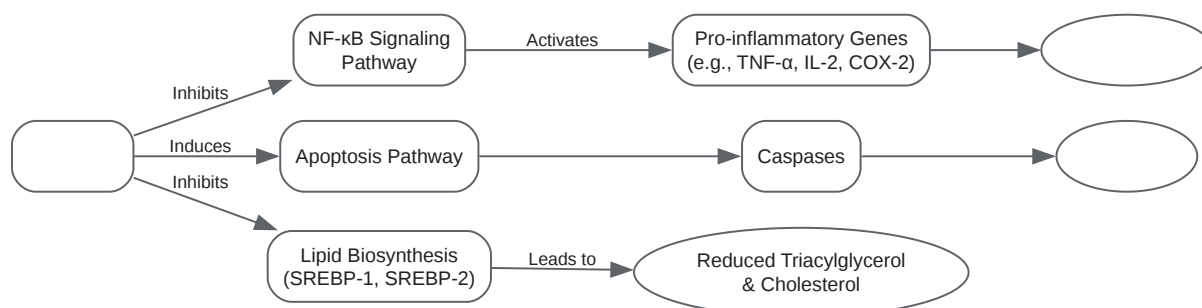 NF-κB Signaling
Pathway
Activates
Pro-inflammatory Genes
(e.g., TNF-α, IL-2, COX-2)
Inhibits
Induces
Apoptosis Pathway
Caspases
Inhibits
Lipid Biosynthesis
(SREBP-1, SREBP-2)
Leads to
Reduced Triacylglycerol
& Cholesterol